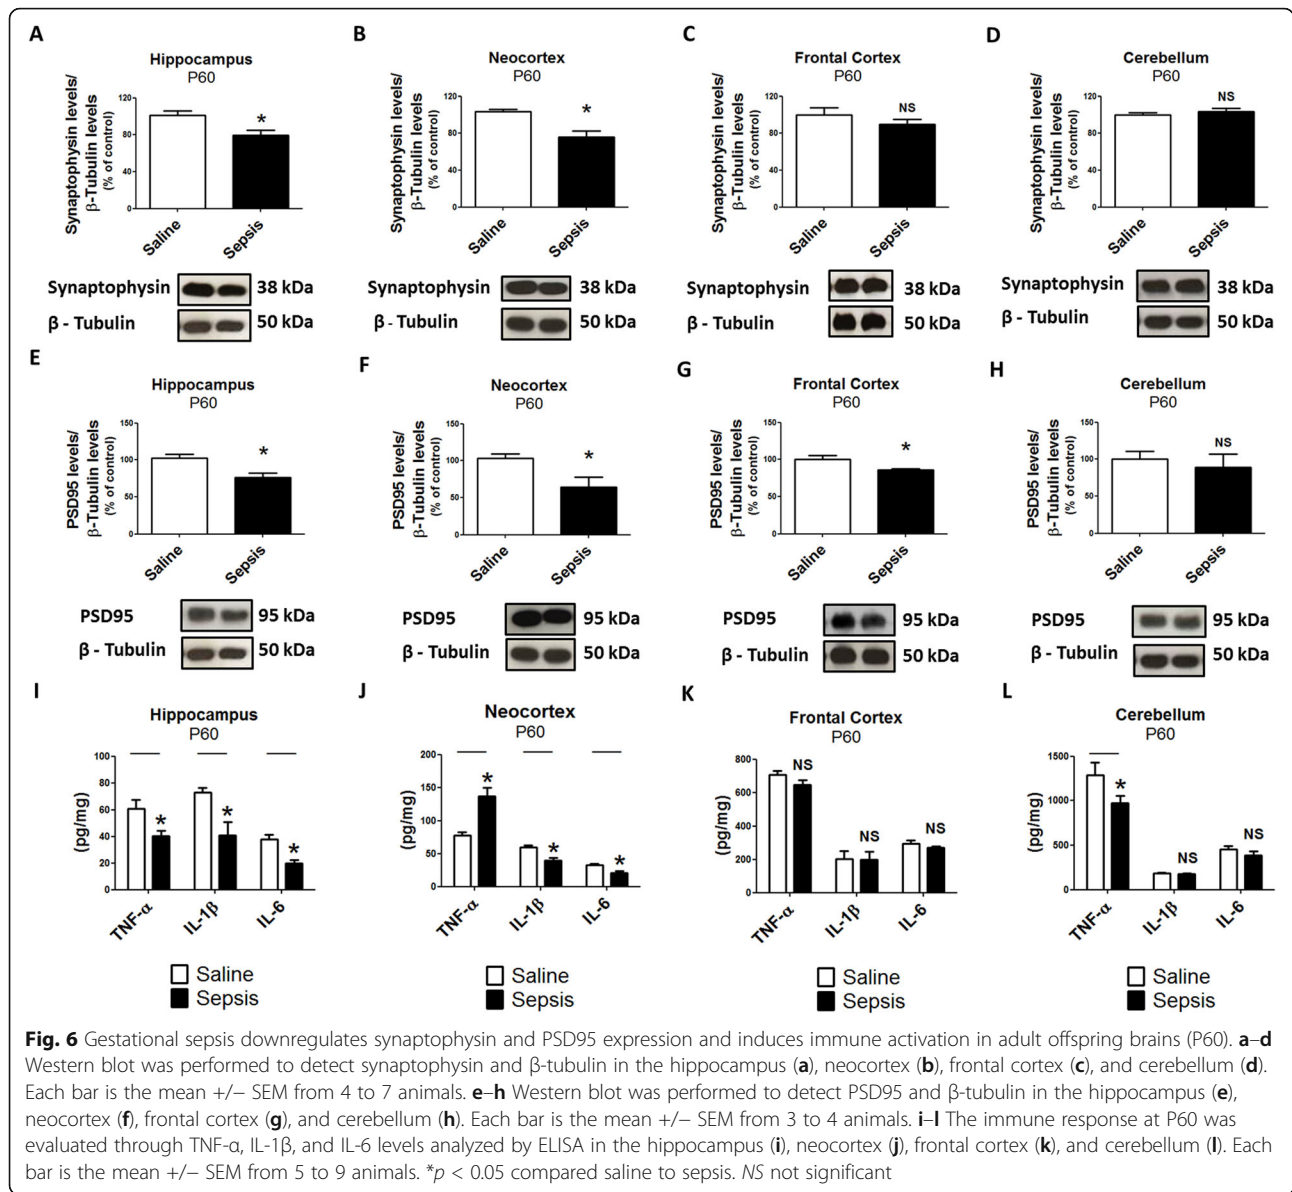 A
Hippocampus
P60
Synaptophysin levels/
β-Tubulin levels
(% of control)
120
80
40
0
*
Saline
Sepsis
Synaptophysin
38 kDa
β - Tubulin
50 kDa
B
Neocortex
P60
Synaptophysin levels/
β-Tubulin levels
(% of control)
120
80
40
0
*
Saline
Sepsis
Synaptophysin
38 kDa
β - Tubulin
50 kDa
C
Frontal Cortex
P60
Synaptophysin levels/
β-Tubulin levels
(% of control)
120
80
40
0
NS
Saline
Sepsis
Synaptophysin
38 kDa
β - Tubulin
50 kDa
D
Cerebellum
P60
Synaptophysin levels/
β-Tubulin levels
(% of control)
120
80
40
0
NS
Saline
Sepsis
Synaptophysin
38 kDa
β - Tubulin
50 kDa
E
Hippocampus
P60
PSD95 levels/
β-Tubulin levels
(% of control)
150
100
50
0
*
Saline
Sepsis
PSD95
95 kDa
β - Tubulin
50 kDa
F
Neocortex
P60
PSD95 levels/
β-Tubulin levels
(% of control)
150
100
50
0
*
Saline
Sepsis
PSD95
95 kDa
β - Tubulin
50 kDa
G
Frontal Cortex
P60
PSD95 levels/
β-Tubulin levels
(% of control)
150
100
50
0
*
Saline
Sepsis
PSD95
95 kDa
β - Tubulin
50 kDa
H
Cerebellum
P60
PSD95 levels/
β-Tubulin levels
(% of control)
150
100
50
0
NS
Saline
Sepsis
PSD95
95 kDa
β - Tubulin
50 kDa
I
Hippocampus
P60
(pg/mg)
100
80
60
40
20
0
* * *
TNF-α IL-1β IL-6
Saline
Sepsis
J
Neocortex
P60
(pg/mg)
200
150
100
50
0
* * *
TNF-α IL-1β IL-6
Saline
Sepsis
K
Frontal Cortex
P60
(pg/mg)
800
600
400
200
0
NS NS NS
TNF-α IL-1β IL-6
Saline
Sepsis
L
Cerebellum
P60
(pg/mg)
1500
1000
500
0
* NS NS
TNF-α IL-1β IL-6
Saline
Sepsis
Fig. 6 Gestational sepsis downregulates synaptophysin and PSD95 expression and induces immune activation in adult offspring brains (P60). a–d
Western blot was performed to detect synaptophysin and β-tubulin in the hippocampus (a), neocortex (b), frontal cortex (c), and cerebellum (d).
Each bar is the mean +/− SEM from 4 to 7 animals. e–h Western blot was performed to detect PSD95 and β-tubulin in the hippocampus (e),
neocortex (f), frontal cortex (g), and cerebellum (h). Each bar is the mean +/− SEM from 3 to 4 animals. i–l The immune response at P60 was
evaluated through TNF-α, IL-1β, and IL-6 levels analyzed by ELISA in the hippocampus (i), neocortex (j), frontal cortex (k), and cerebellum (l). Each
bar is the mean +/− SEM from 5 to 9 animals. *p < 0.05 compared saline to sepsis. NS not significant